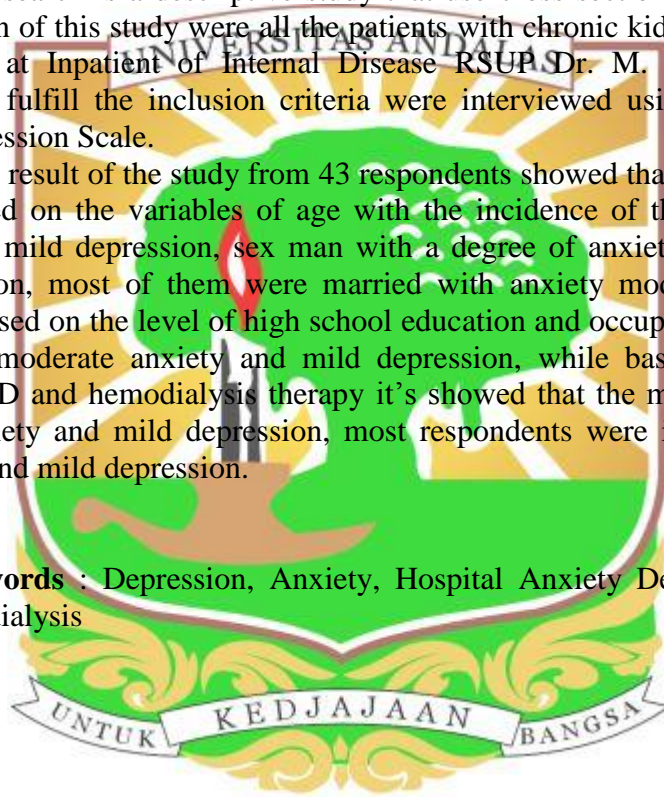 n of this study were all the patients with chronic kid
at Inpatient of Internal Disease RSUP Dr. M.
fulfill the inclusion criteria were interviewed usi
ession Scale.
result of the study from 43 respondents showed tha
d on the variables of age with the incidence of t
mild depression, sex man with a degree of anxiet
on, most of them were married with anxiety mod
sed on the level of high school education and occup
moderate anxiety and mild depression, while bas
D and hemodialysis therapy it's showed that the m
iety and mild depression, most respondents were i
nd mild depression.
words : Depression, Anxiety, Hospital Anxiety De
dialysis
UNIVERSITAS ANDALAS
UNTUK KEDJAJAAN BANGSA